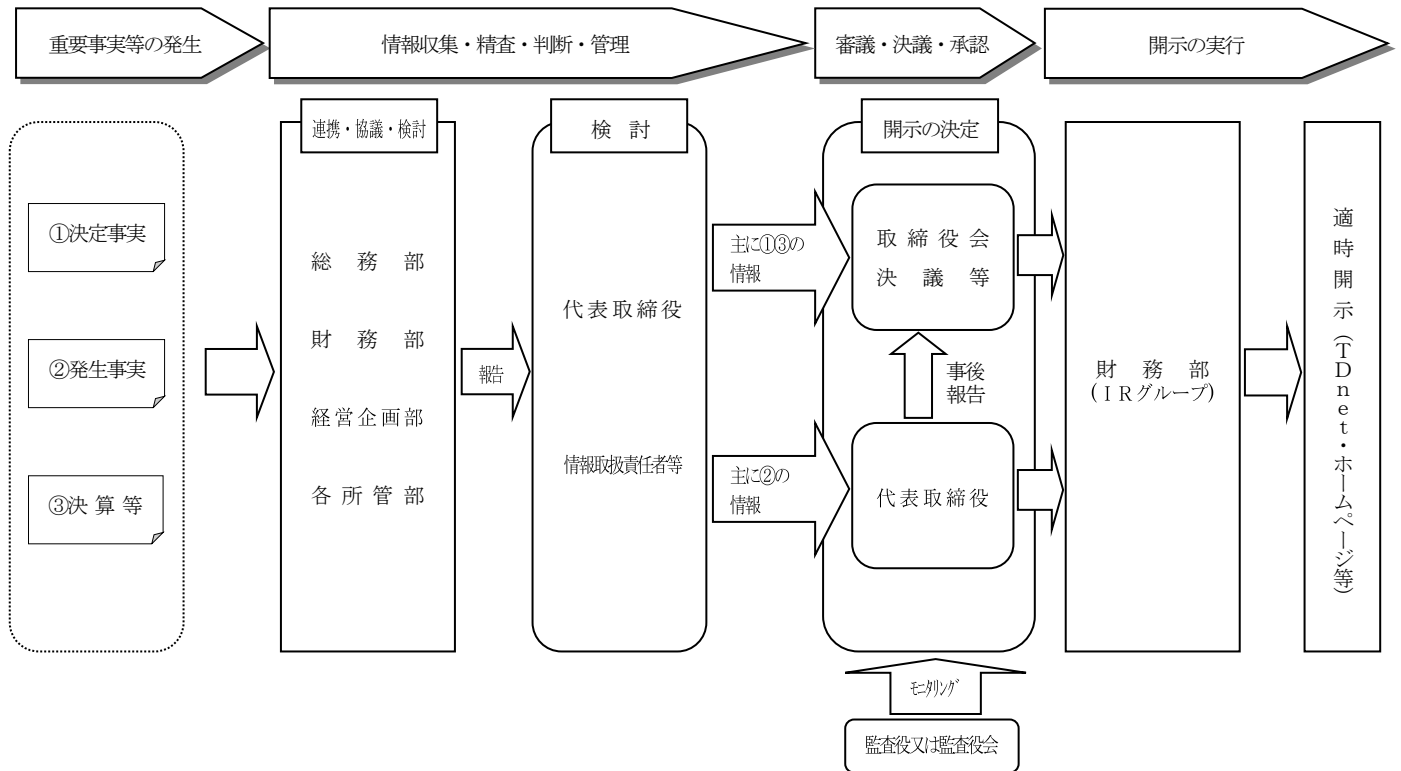 重要事実等の発生
情報収集・精査・判断・管理
審議・決議・承認
開示の実行
①決定事実
②発生事実
③決算等
連携・協議・検討
総務部
財務部
経営企画部
各所管部
報告
検討
代表取締役
情報取扱責任者等
主に①③の
情報
主に②の
情報
開示の決定
取締役会
決議等
事後
報告
代表取締役
モニタリング
監査役又は監査役会
財務部
(ＩＲグループ)
適時開示(ＴＤｎｅｔ・ホームページ等)